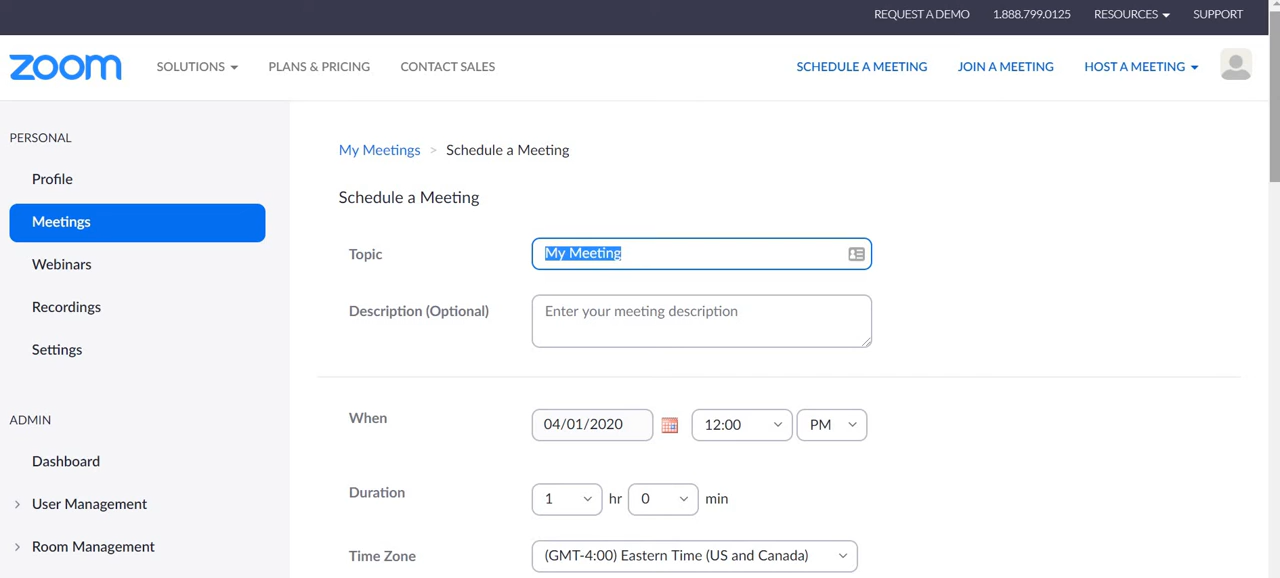 REQUEST A DEMO 1.888.799.0125 RESOURCES SUPPORT
zoom SOLUTIONS PLANS & PRICING CONTACT SALES SCHEDULE A MEETING JOIN A MEETING HOST A MEETING
PERSONAL
Profile
Meetings
Webinars
Recordings
Settings
ADMIN
Dashboard
> User Management
> Room Management
My Meetings > Schedule a Meeting
Schedule a Meeting
Topic My Meeting
Description (Optional) Enter your meeting description
When 04/01/2020 12:00 PM
Duration 1 hr 0 min
Time Zone (GMT-4:00) Eastern Time (US and Canada)